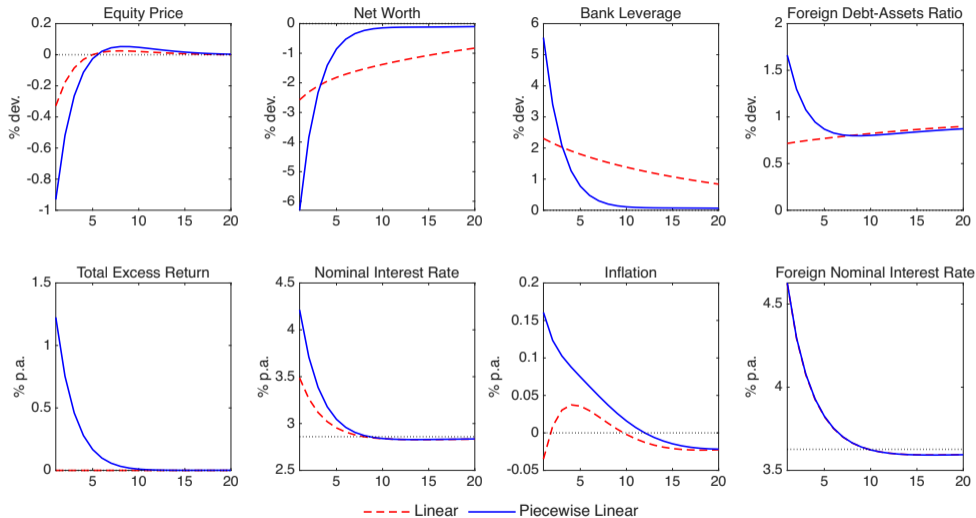 Equity Price
Net Worth
Bank Leverage
Foreign Debt-Assets Ratio
% dev.
0.2
0
-0.2
-0.4
-0.6
-0.8
-1
5 10 15 20
% dev.
0%
-1
-2
-3
-4
-5
-6
5 10 15 20
% dev.
6
5
4
3
2
1
0
5 10 15 20
% dev.
2
1.5
1
0.5
0
5 10 15 20
Total Excess Return
Nominal Interest Rate
Inflation
Foreign Nominal Interest Rate
% p.a.
1.5
1
0.5
0
5 10 15 20
% p.a.
4.5
4
3.5
3
2.5
5 10 15 20
% p.a.
0.2
0.15
0.1
0.05
0
-0.05
5 10 15 20
% p.a.
4.5
4
3.5
5 10 15 20
Linear
Piecewise Linear